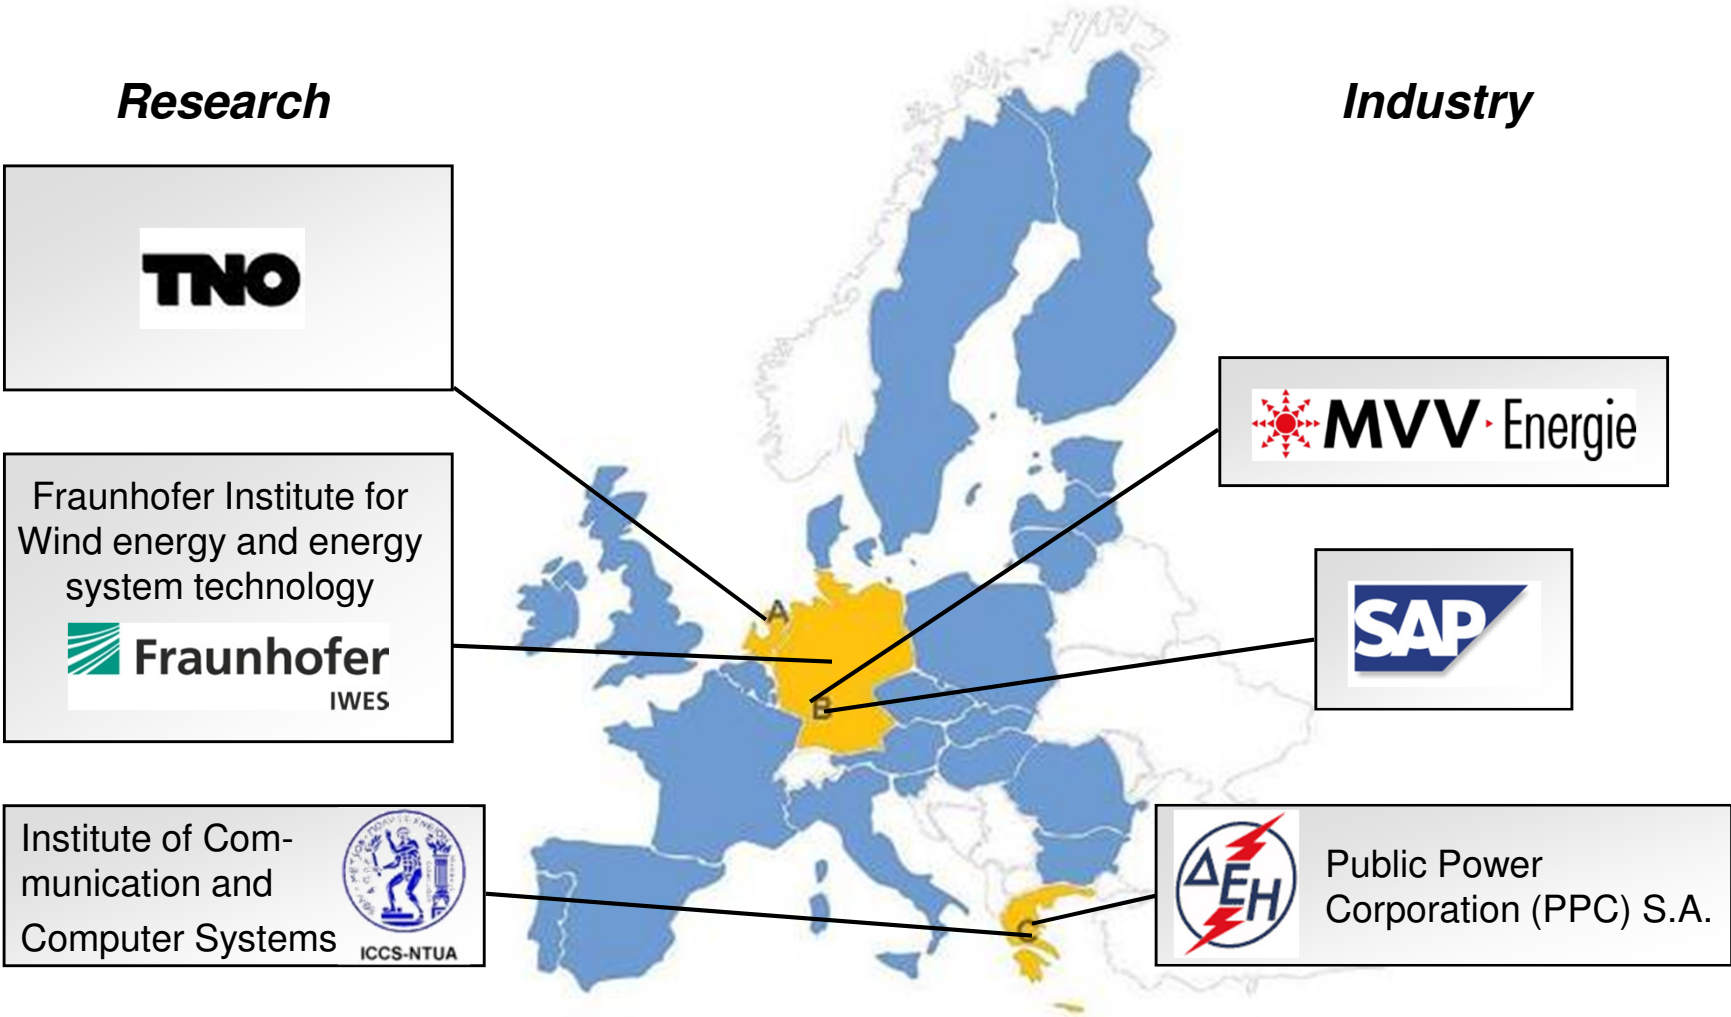 Research
Industry
TNO
MVV Energie
Fraunhofer Institute for
Wind energy and energy
system technology
Fraunhofer
IWES
SAP
A
B
C
Institute of Com-
munication and
Computer Systems
ICCS-NTUA
ΔΕΗ
Public Power
Corporation (PPC) S.A.